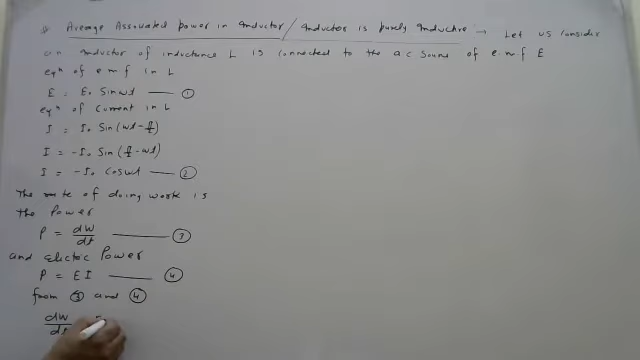 Average Associated power in Inductor / Inductor is purely Inductive → Let us consider
an inductor of inductance L is connected to the ac source of e.m.f E
eqn of e m f in L
E = E₀ Sinωt —— ①
eqn of current in L
I = I₀ Sin(ωt - π/2)
I = -I₀ Sin(π/2 - ωt)
I = -I₀ cosωt —— ②
The rate of doing work is
the Power
P = dW/dt —— ③
and electric Power
P = E I —— ④
from ③ and ④
dW/dt